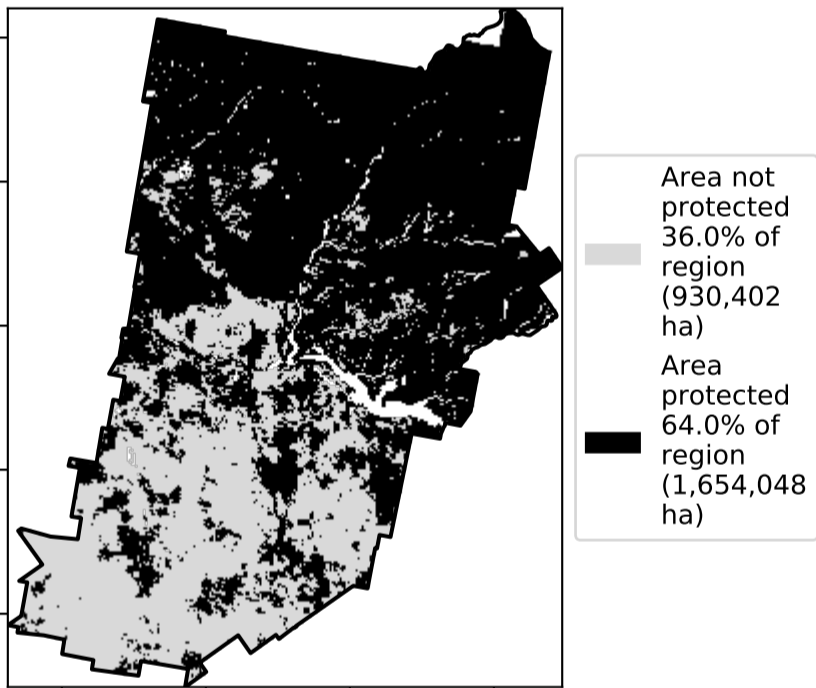 Area not
protected
36.0% of
region
(930,402
ha)
Area
protected
64.0% of
region
(1,654,048
ha)